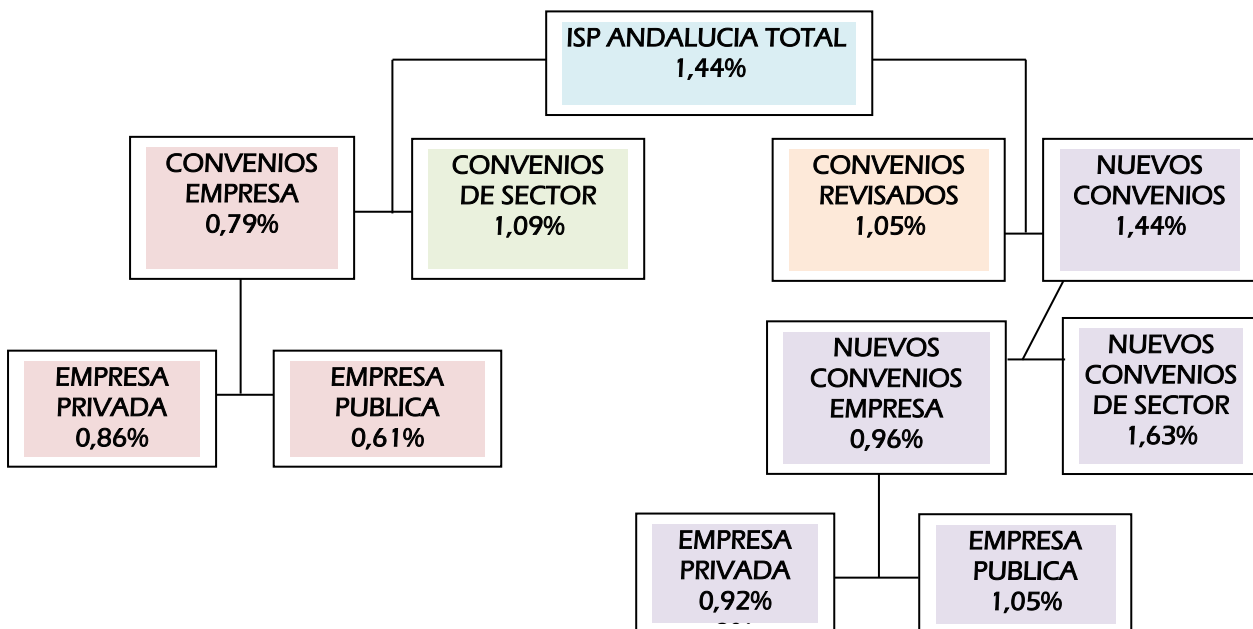 ISP ANDALUCIA TOTAL
1,44%
CONVENIOS
EMPRESA
0,79%
CONVENIOS
DE SECTOR
1,09%
CONVENIOS
REVISADOS
1,05%
NUEVOS
CONVENIOS
1,44%
EMPRESA
PRIVADA
0,86%
EMPRESA
PUBLICA
0,61%
NUEVOS
CONVENIOS
EMPRESA
0,96%
NUEVOS
CONVENIOS
DE SECTOR
1,63%
EMPRESA
PRIVADA
0,92%
EMPRESA
PUBLICA
1,05%